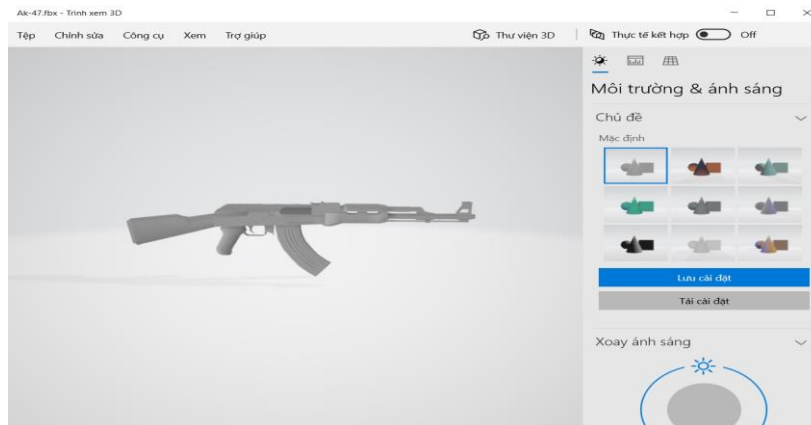 Ak-47.fbx - Trình xem 3D
Tệp Chỉnh sửa Công cụ Xem Trợ giúp Thư viện 3D Thực tế kết hợp Off
Môi trường & ánh sáng
Chủ đề
Mặc định
Lưu cài đặt
Tải cài đặt
Xoay ánh sáng